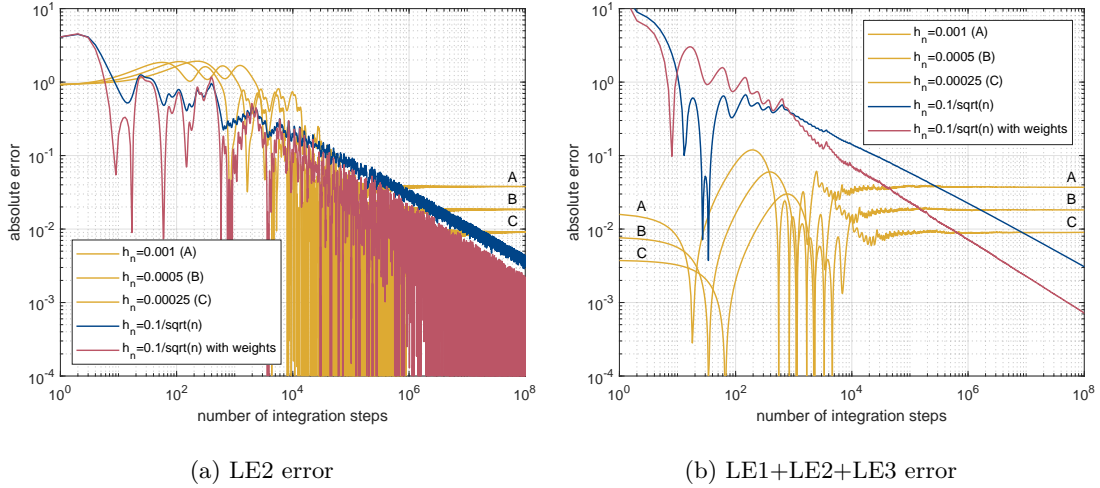 10^1
10^0
10^-1
10^-2
10^-3
10^-4
absolute error
A
B
C
h_n=0.001 (A)
h_n=0.0005 (B)
h_n=0.00025 (C)
h_n=0.1/sqrt(n)
h_n=0.1/sqrt(n) with weights
10^0
10^2
10^4
10^6
10^8
number of integration steps
(a) LE2 error
10^1
10^0
10^-1
10^-2
10^-3
10^-4
absolute error
h_n=0.001 (A)
h_n=0.0005 (B)
h_n=0.00025 (C)
h_n=0.1/sqrt(n)
h_n=0.1/sqrt(n) with weights
A
B
C
A
B
C
10^0
10^2
10^4
10^6
10^8
number of integration steps
(b) LE1+LE2+LE3 error